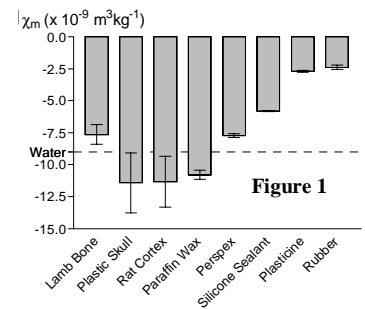 |χm (x 10-9 m3kg-1)
0.0
-2.5
-5.0
-7.5
Water
-10.0
-12.5
-15.0
Figure 1
Lamb Bone
Plastic Skull
Rat Cortex
Paraffin Wax
Perspex
Silicone Sealant
Plasticine
Rubber